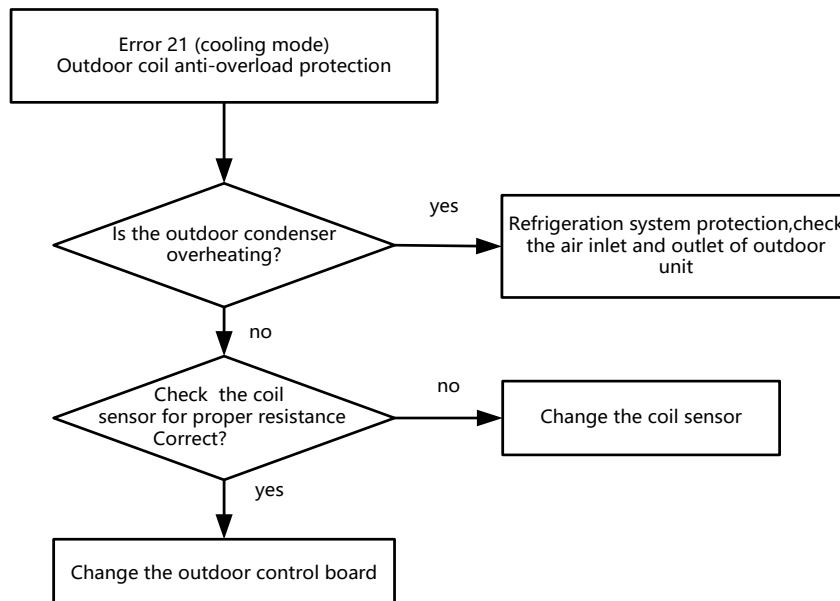 Error 21 (cooling mode)
Outdoor coil anti-overload protection
Is the outdoor condenser
overheating?
yes
Refrigeration system protection,check
the air inlet and outlet of outdoor
unit
no
Check the coil
sensor for proper resistance
Correct?
no
Change the coil sensor
yes
Change the outdoor control board